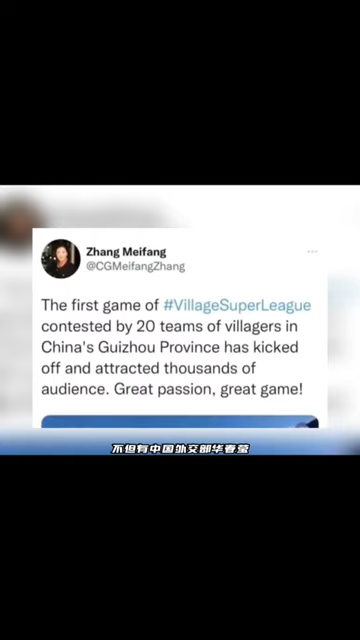 Zhang Meifang
@CGMeifangZhang
The first game of #VillageSuperLeague
contested by 20 teams of villagers in
China's Guizhou Province has kicked
off and attracted thousands of
audience. Great passion, great game!
不但有中国外交部华春莹